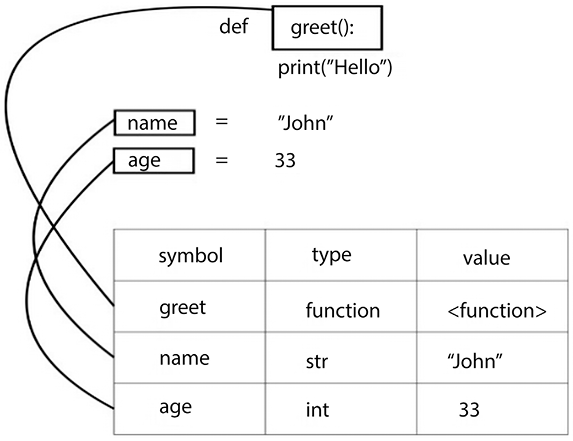 def greet():
print("Hello")
name = "John"
age = 33
symbol type value
greet function <function>
name str “John”
age int 33